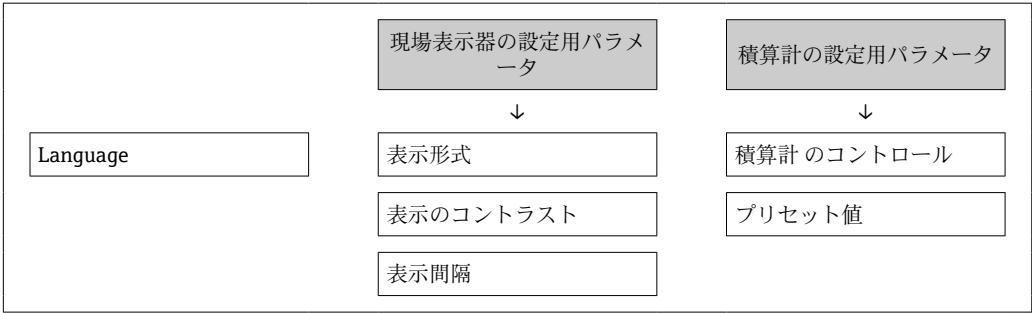 現場表示器の設定用パラメ
ータ
積算計の設定用パラメータ
↓
↓
Language
表示形式
積算計 のコントロール
表示のコントラスト
プリセット値
表示間隔